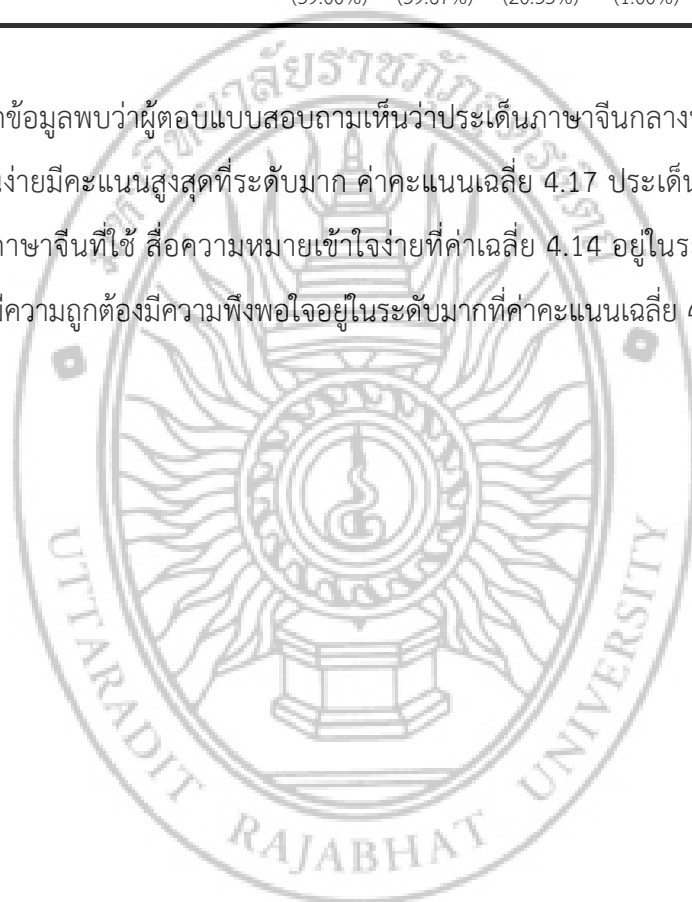 (39.00%) (39.67%) (20.33%) (1.00%)
ข้อมูลพบว่าผู้ตอบแบบสอบถามเห็นว่าประเด็นภาษาจีนกลาง
ง่ายมีคะแนนสูงสุดที่ระดับมาก ค่าคะแนนเฉลี่ย 4.17 ประเด็น
ภาษาจีนที่ใช้ สื่อความหมายเข้าใจง่ายที่ค่าเฉลี่ย 4.14 อยู่ใน
มีความถูกต้องมีความพึงพอใจอยู่ในระดับมากที่ค่าคะแนนเฉลี่ย
UTTARADIT RAJABHAT UNIVERSITY